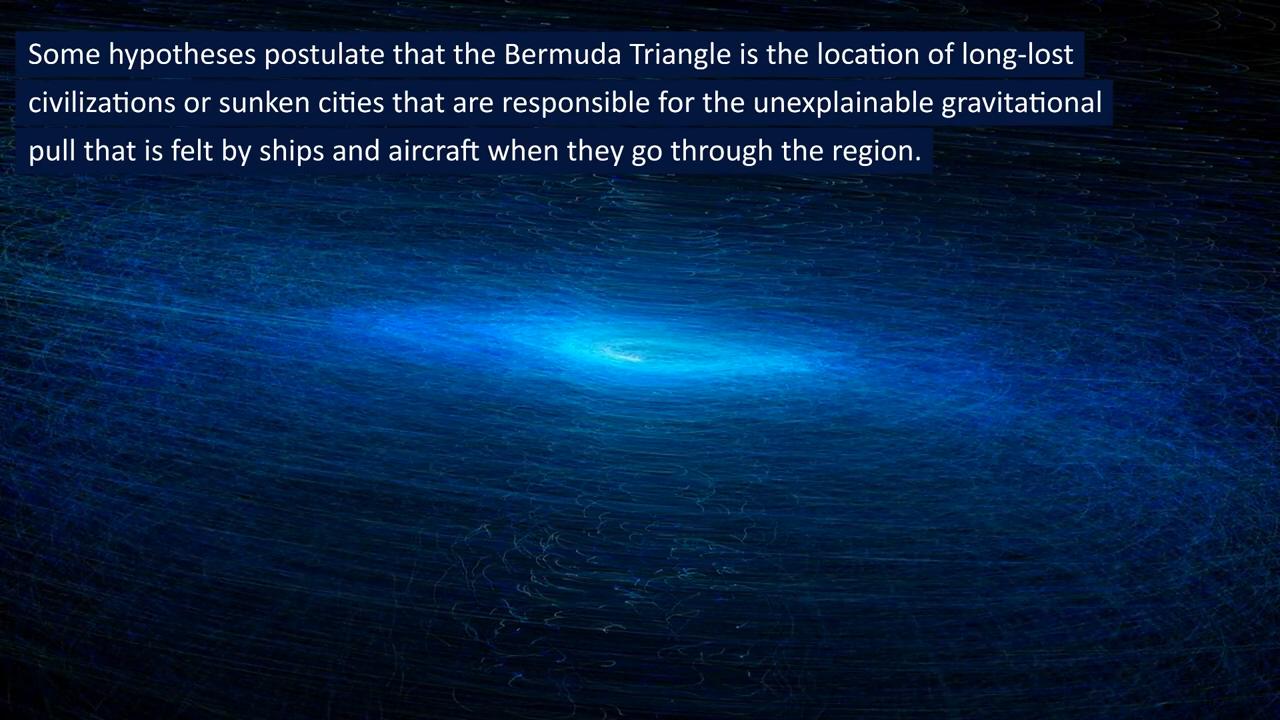 Some hypotheses postulate that the Bermuda Triangle is the location of long-lost
civilizations or sunken cities that are responsible for the unexplainable gravitational
pull that is felt by ships and aircraft when they go through the region.